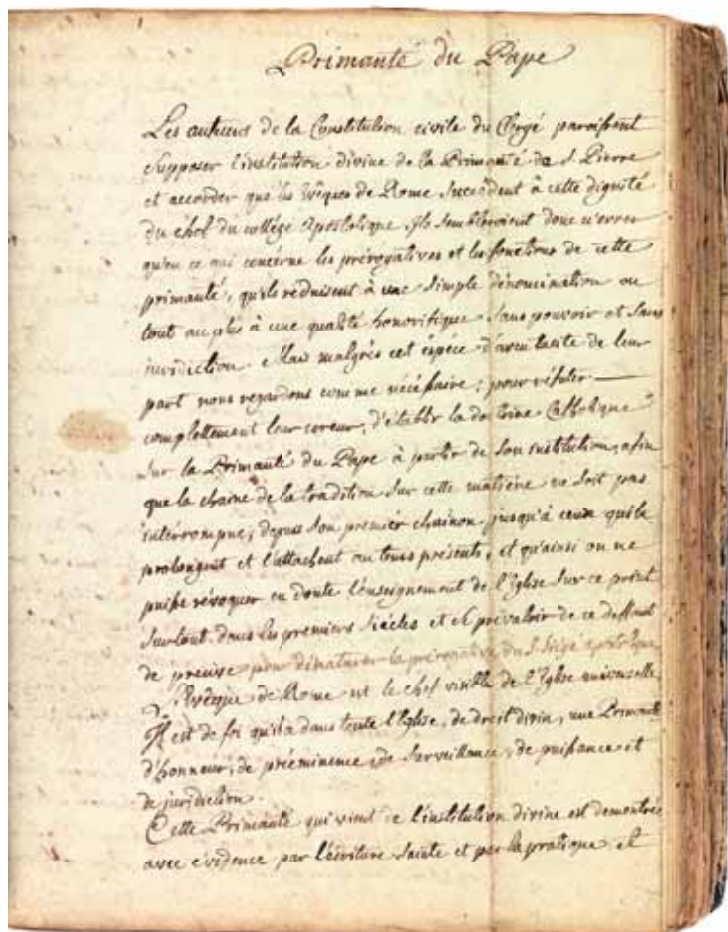 Primauté du Pape
Les auteurs de la Constitution civile du Clergé paroissent
supposer l'institution divine de la Primauté de S. Pierre
et accorder que les Evêques de Rome succèdent à cette dignité
du chef du collége Apostolique. Ils sembleroient donc n'errer
qu'en ce qui concerne les prérogatives et les fonctions de cette
primauté, qu'ils réduisent à une simple dénomination ou
tout au plus à une qualité honorifique sans pouvoir et sans
jurisdiction. Mais malgrès cet espèce d'aveu tacite de leur
part nous regardons comme nécessaire, pour réfuter
complettement leur erreur, d'établir la doctrine Catholique
sur la Primauté du Pape à partir de son institution, afin
que la chaine de la tradition sur cette matière ne soit pas
interrompue, depuis son premier chainon, jusqu'à ceux qui le
prolongent et l'attachent au tems présents, et qu'ainsi on ne
puisse révoquer en doute l'enseignement de l'Eglise sur ce point
surtout dans les premiers siècles et se prévaloir de ce deffaut
de preuve pour dénaturer la prérogative du S. Siége apostolique
L'Evêque de Rome est le chef visible de l'Eglise universelle
Il est de foi qu'il a dans toute l'Eglise, de droit divin, une Primauté
d'honneur, de prééminence, de surveillance, de puissance et
de jurisdiction.
Cette Primauté qui vient de l'institution divine est demontrée
avec évidence par l'écriture Sainte et par la pratique et